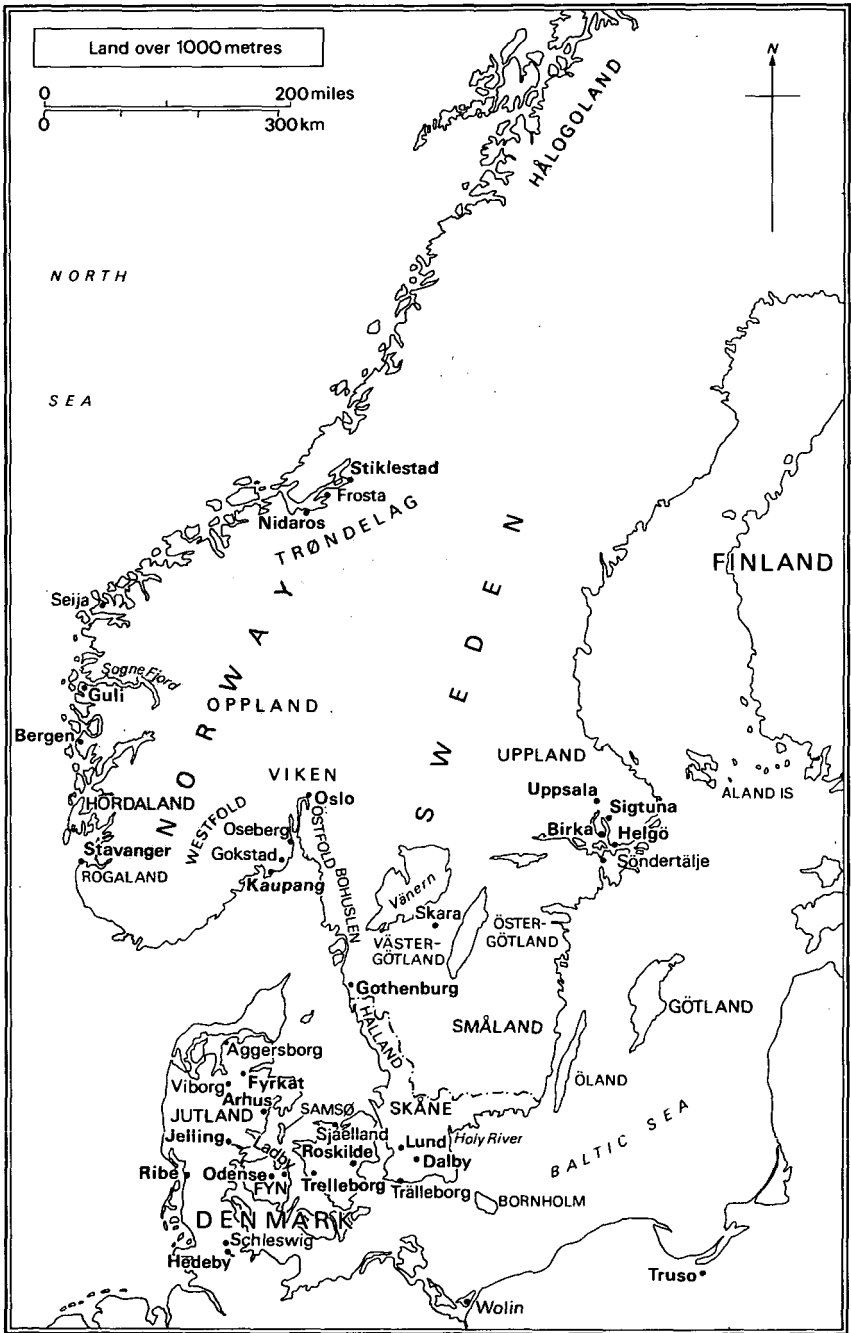 Land over 1000 metres
0 200 miles
0 300 km
N
HÅLOGOLAND
NORTH
SEA
Stiklestad
Frosta
Nidaros
TRØNDELAG
NORWAY
SWEDEN
FINLAND
Seija
Sogne Fjord
Guli
OPPLAND
Bergen
UPPLAND
VIKEN
ÅLAND IS
Uppsala
Oslo
HORDALAND
Sigtuna
WESTFOLD
ÖSTFOLD
Oseberg
Birka
Helgö
Stavanger
Gokstad
Söndertälje
ROGALAND
Kaupang
BOHUSLEN
Vänern
Skara
ÖSTER-
GÖTLAND
VÄSTER-
GÖTLAND
Gothenburg
GÖTLAND
HALLAND
SMÅLAND
Aggersborg
Viborg
Fyrkat
ÖLAND
Arhus
SAMSØ
SKÅNE
JUTLAND
Sjaelland
BALTIC SEA
Jelling
Ladby
Roskilde
Lund
Holy River
Dalby
Ribe
Odense
FYN
Trelleborg
Trälleborg
BORNHOLM
DENMARK
Schleswig
Hedeby
Truso
Wolin